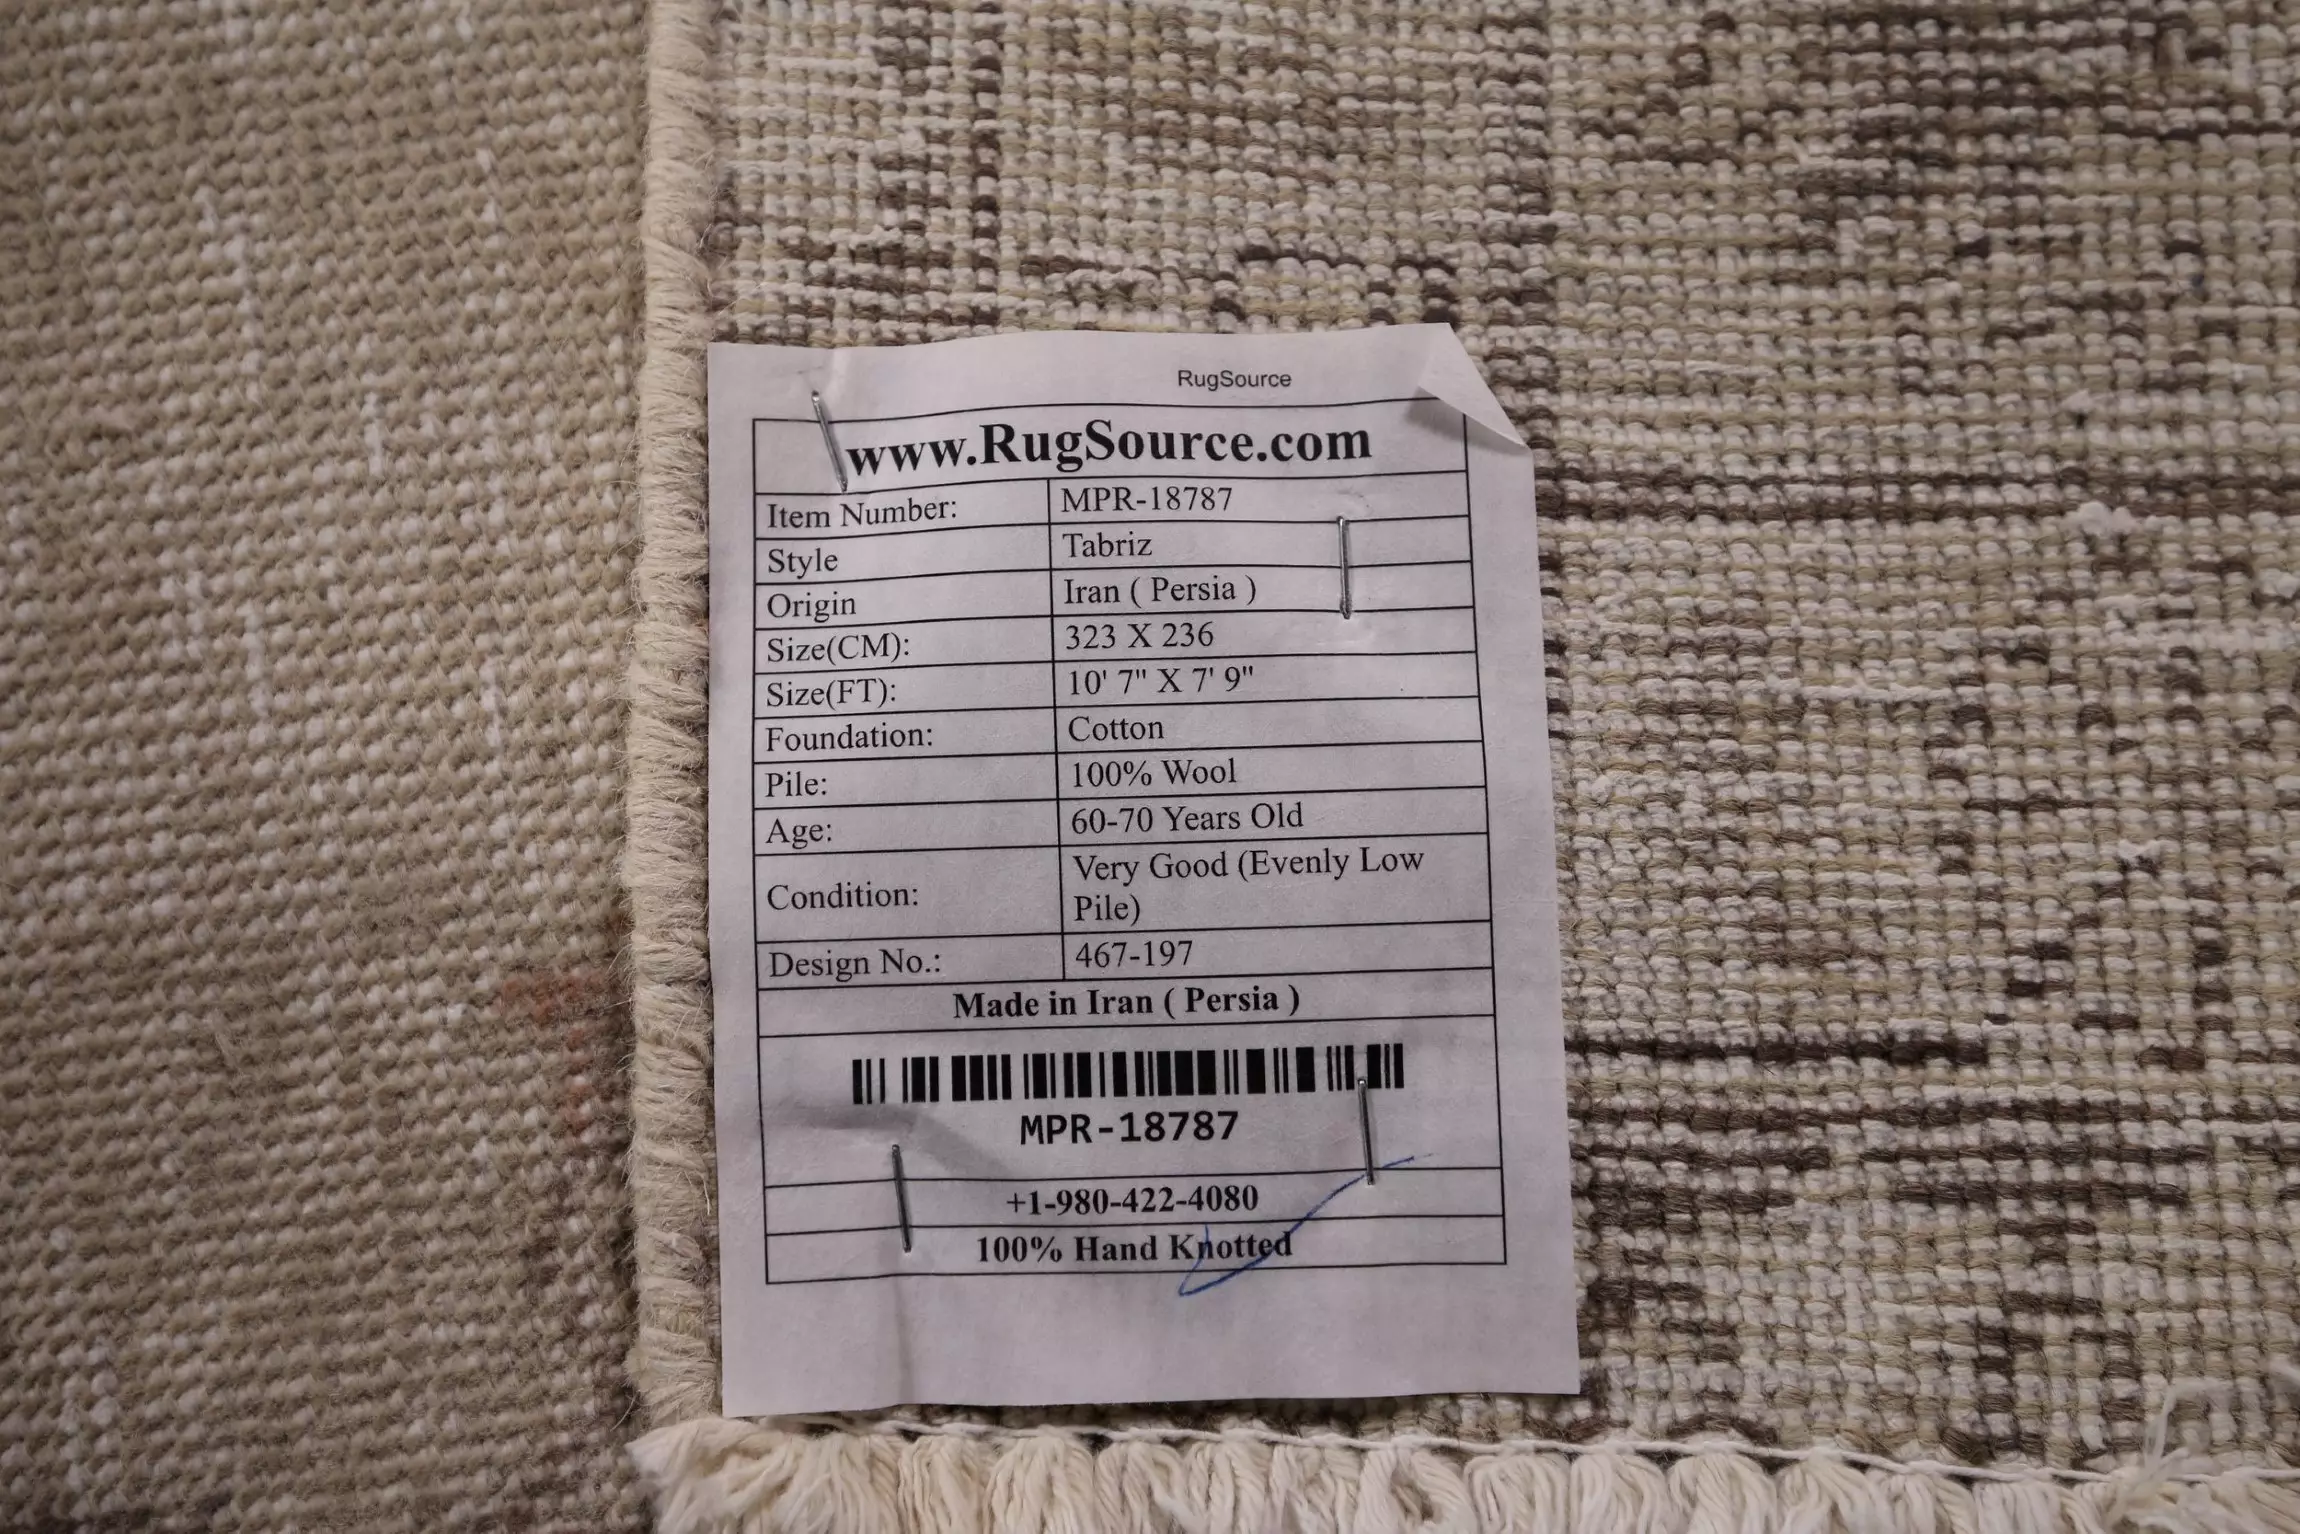 RugSource
www.RugSource.com
Item Number: MPR-18787
Style Tabriz
Origin Iran ( Persia )
Size(CM): 323 X 236
Size(FT): 10' 7" X 7' 9"
Foundation: Cotton
Pile: 100% Wool
Age: 60-70 Years Old
Condition: Very Good (Evenly Low
Pile)
Design No.: 467-197
Made in Iran ( Persia )
MPR-18787
+1-980-422-4080
100% Hand Knotted